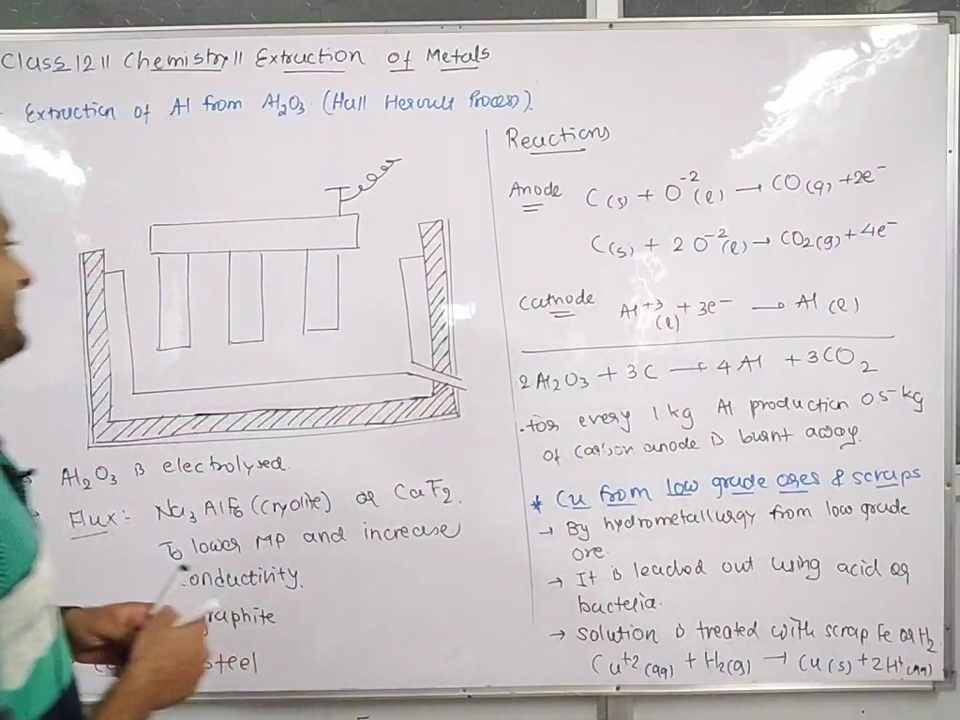 Class 12 || Chemistry || Extraction of Metals
Extraction of Al from Al2O3 (Hall Heroult Process).
Al2O3 is electrolysed.
Flux:- Na3AlF6 (Cryolite) or CaF2.
To lower MP and increase
conductivity.
graphite
steel
Reactions
Anode C(s) + O^-2(l) → CO(g) + 2e^-
C(s) + 2O^-2(l) → CO2(g) + 4e^-
Cathode Al^+3(l) + 3e^- → Al(l)
2Al2O3 + 3C → 4Al + 3CO2
for every 1 kg Al production 0.5 kg
of carbon anode is burnt away.
* Cu from low grade ores & scraps
→ By hydrometallurgy from low grade
ore.
→ It is leached out using acid or
bacteria.
→ solution is treated with scrap Fe or H2
Cu^+2(aq) + H2(g) → Cu(s) + 2H^+(aq)